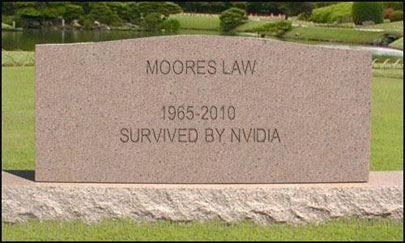 MOORES LAW
1965-2010
SURVIVED BY NVIDIA